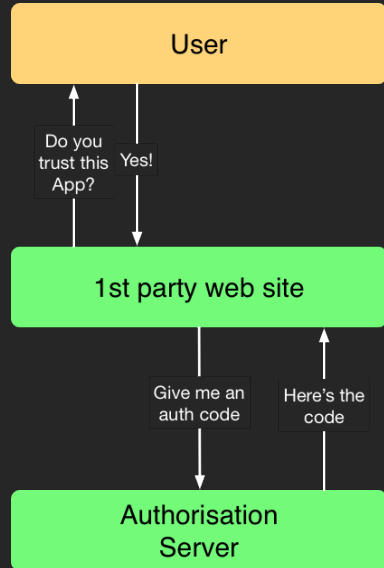 User
Do you
trust this
App?
Yes!
1st party web site
Give me an
auth code
Here’s the
code
Authorisation
Server